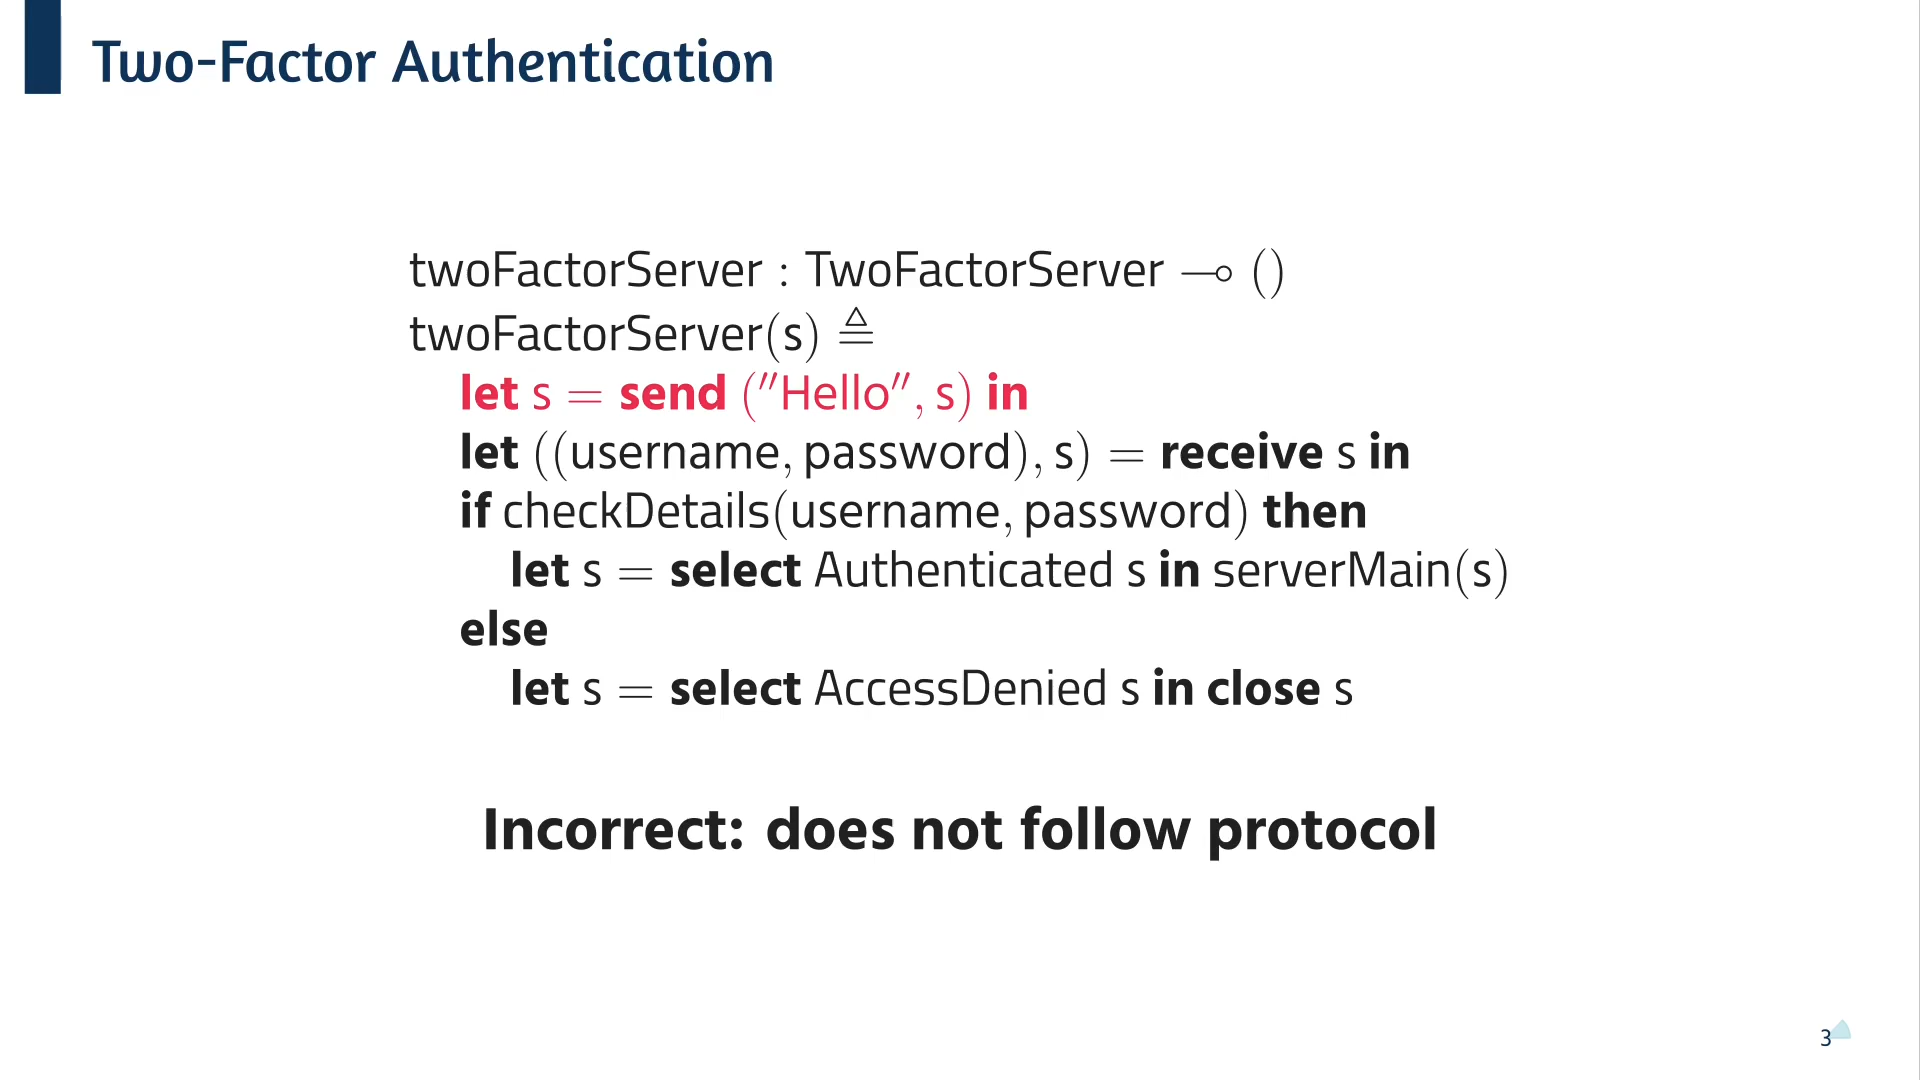 Two-Factor Authentication
twoFactorServer : TwoFactorServer ⊸ ()
twoFactorServer(s) ≜
let s = send (″Hello″, s) in
let ((username, password), s) = receive s in
if checkDetails(username, password) then
let s = select Authenticated s in serverMain(s)
else
let s = select AccessDenied s in close s
Incorrect: does not follow protocol
3